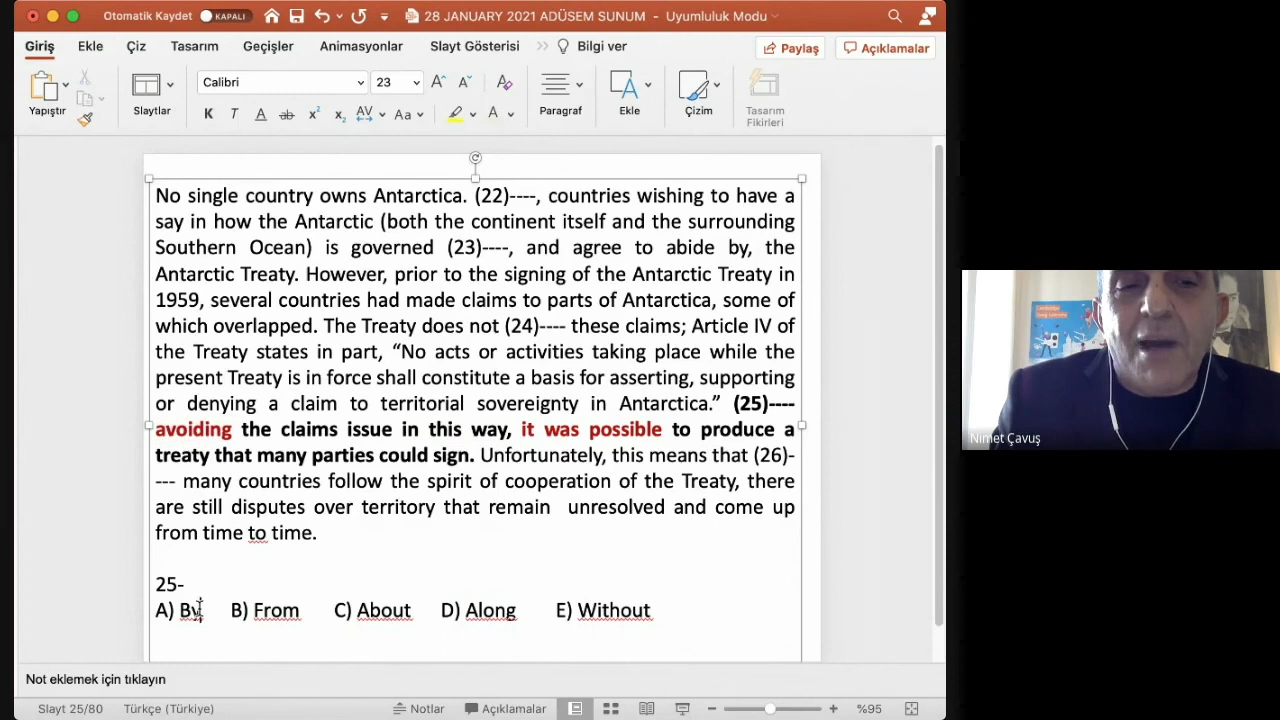 Otomatik Kaydet KAPALI 28 JANUARY 2021 ADÜSEM SUNUM - Uyumluluk Modu
Giriş Ekle Çiz Tasarım Geçişler Animasyonlar Slayt Gösterisi Bilgi ver Paylaş Açıklamalar
Calibri 23
Yapıştır Slaytlar K T A ab x² x₂ AV Aa A Paragraf Ekle Çizim Tasarım
Fikirleri
No single country owns Antarctica. (22)----, countries wishing to have a
say in how the Antarctic (both the continent itself and the surrounding
Southern Ocean) is governed (23)----, and agree to abide by, the
Antarctic Treaty. However, prior to the signing of the Antarctic Treaty in
1959, several countries had made claims to parts of Antarctica, some of
which overlapped. The Treaty does not (24)---- these claims; Article IV of
the Treaty states in part, “No acts or activities taking place while the
present Treaty is in force shall constitute a basis for asserting, supporting
or denying a claim to territorial sovereignty in Antarctica.” (25)----
avoiding the claims issue in this way, it was possible to produce a
treaty that many parties could sign. Unfortunately, this means that (26)-
--- many countries follow the spirit of cooperation of the Treaty, there
are still disputes over territory that remain unresolved and come up
from time to time.
25-
A) By B) From C) About D) Along E) Without
Nimet Çavuş
Not eklemek için tıklayın
Slayt 25/80 Türkçe (Türkiye) Notlar Açıklamalar %95